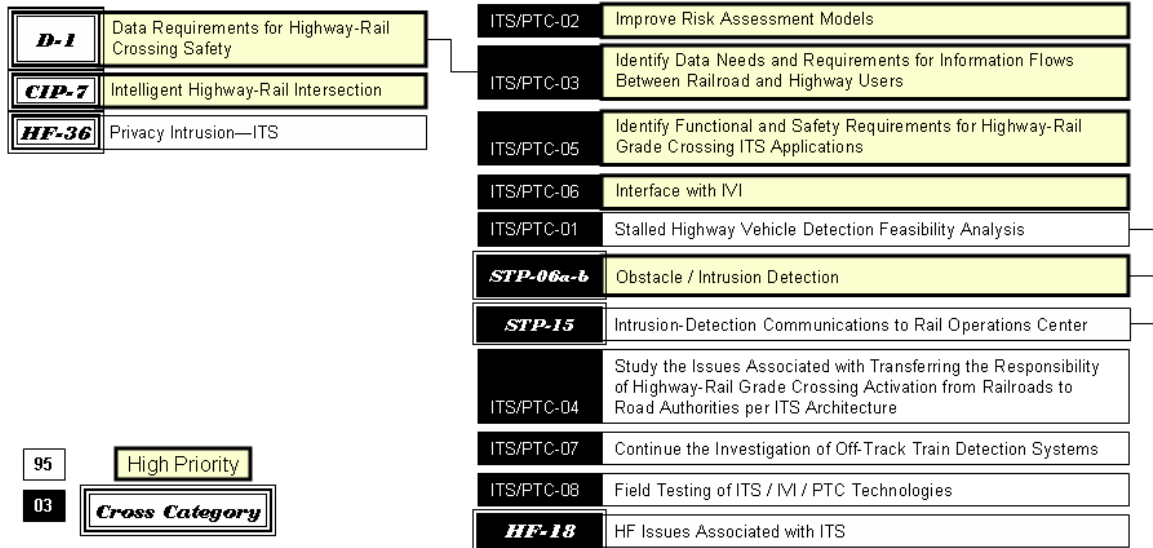 D-1
Data Requirements for Highway-Rail
Crossing Safety
CIP-7
Intelligent Highway-Rail Intersection
HF-36
Privacy Intrusion—ITS
ITS/PTC-02
Improve Risk Assessment Models
ITS/PTC-03
Identify Data Needs and Requirements for Information Flows
Between Railroad and Highway Users
ITS/PTC-05
Identify Functional and Safety Requirements for Highway-Rail
Grade Crossing ITS Applications
ITS/PTC-06
Interface with IVI
ITS/PTC-01
Stalled Highway Vehicle Detection Feasibility Analysis
STP-06a-b
Obstacle / Intrusion Detection
STP-15
Intrusion-Detection Communications to Rail Operations Center
ITS/PTC-04
Study the Issues Associated with Transferring the Responsibility
of Highway-Rail Grade Crossing Activation from Railroads to
Road Authorities per ITS Architecture
ITS/PTC-07
Continue the Investigation of Off-Track Train Detection Systems
ITS/PTC-08
Field Testing of ITS / IVI / PTC Technologies
HF-18
HF Issues Associated with ITS
95
High Priority
03
Cross Category